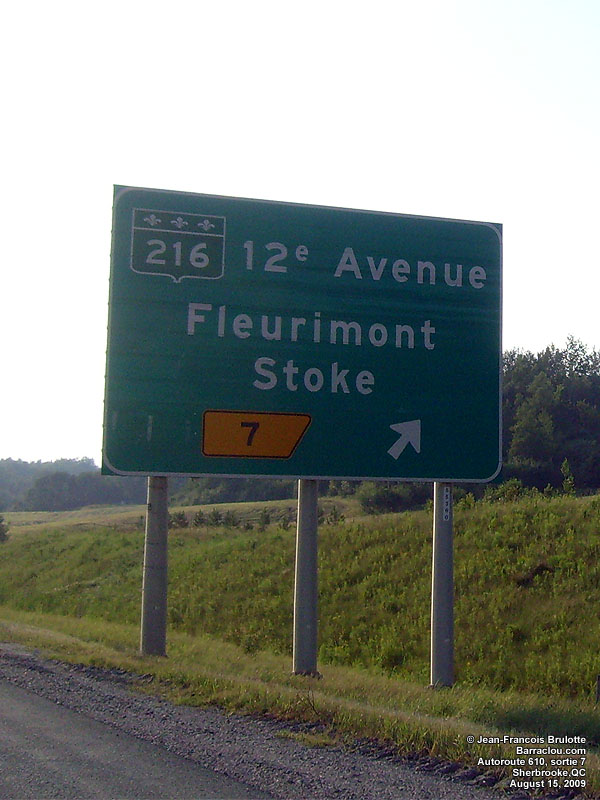 216 12e Avenue
Fleurimont
Stoke
7
© Jean-Francois Brulotte
Barraclou.com
Autoroute 610, sortie 7
Sherbrooke,QC
August 15, 2009